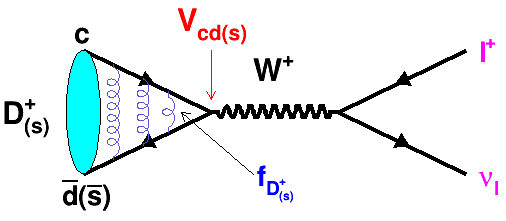 V_cd(s)
c
W⁺
l⁺
D⁺_(s)
f_D⁺_(s)
d̅(s̅)
ν_l